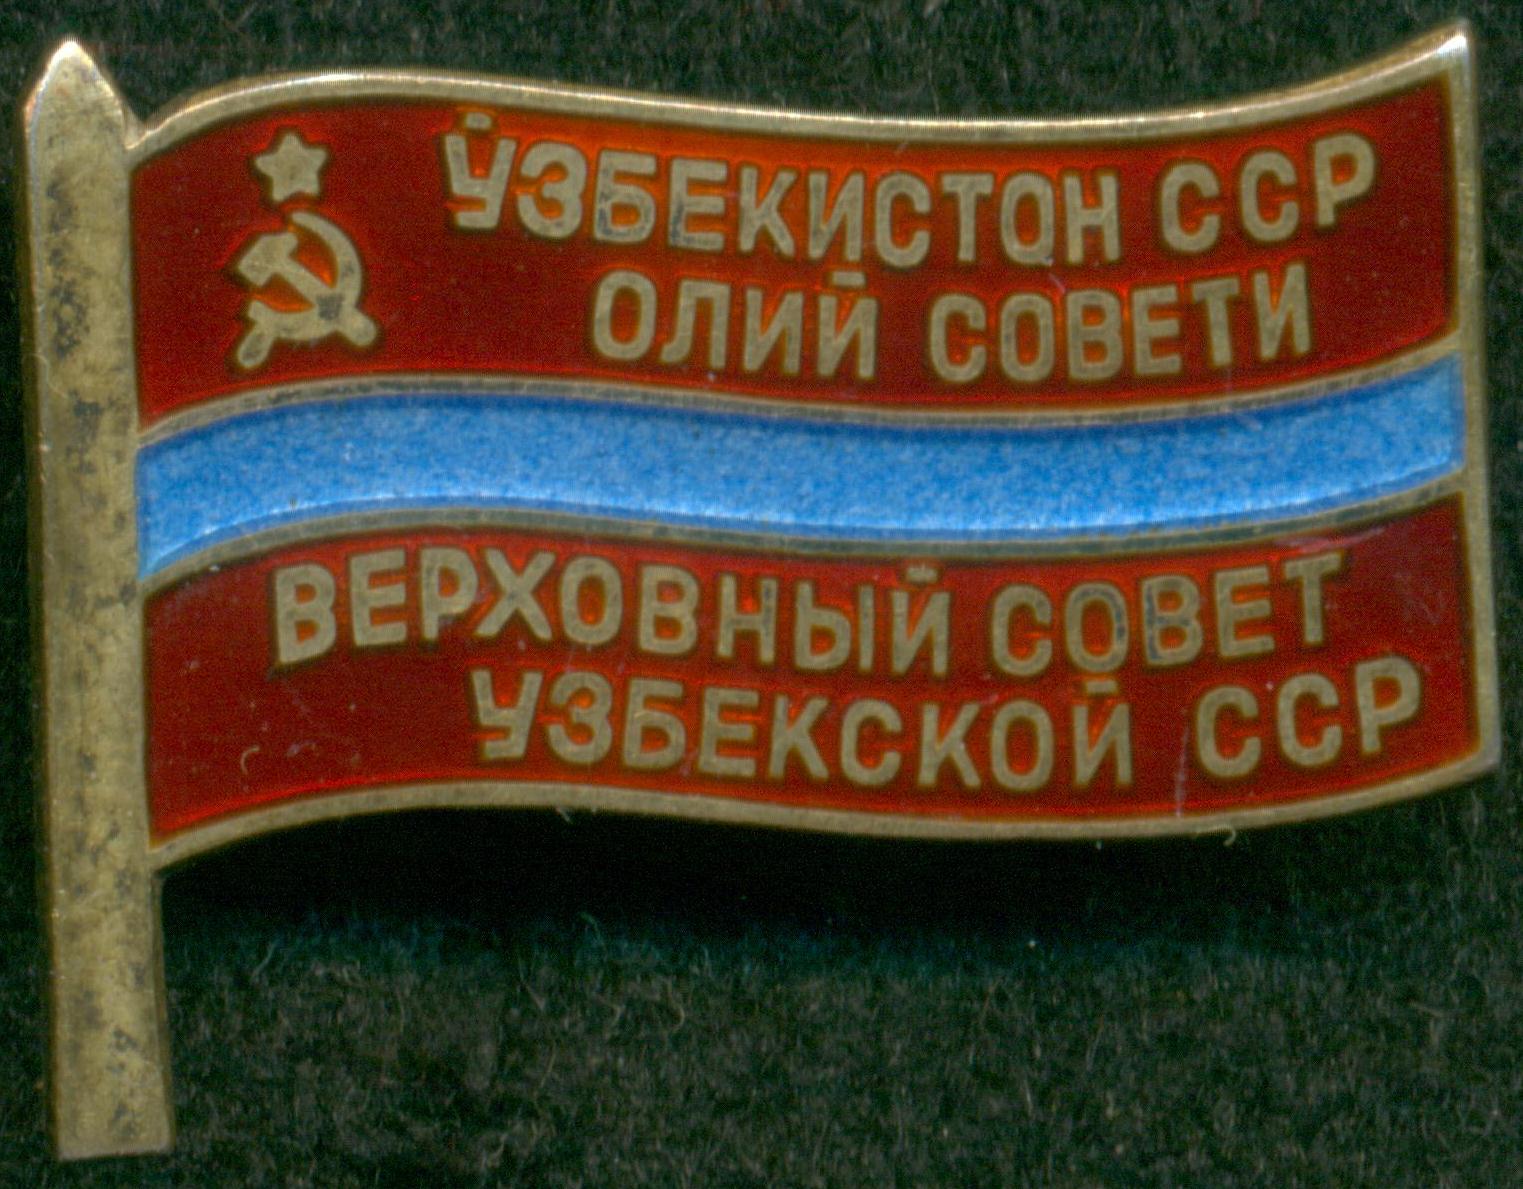 ЎЗБЕКИСТОН ССР
ОЛИЙ СОВЕТИ
ВЕРХОВНЫЙ СОВЕТ
УЗБЕКСКОЙ ССР